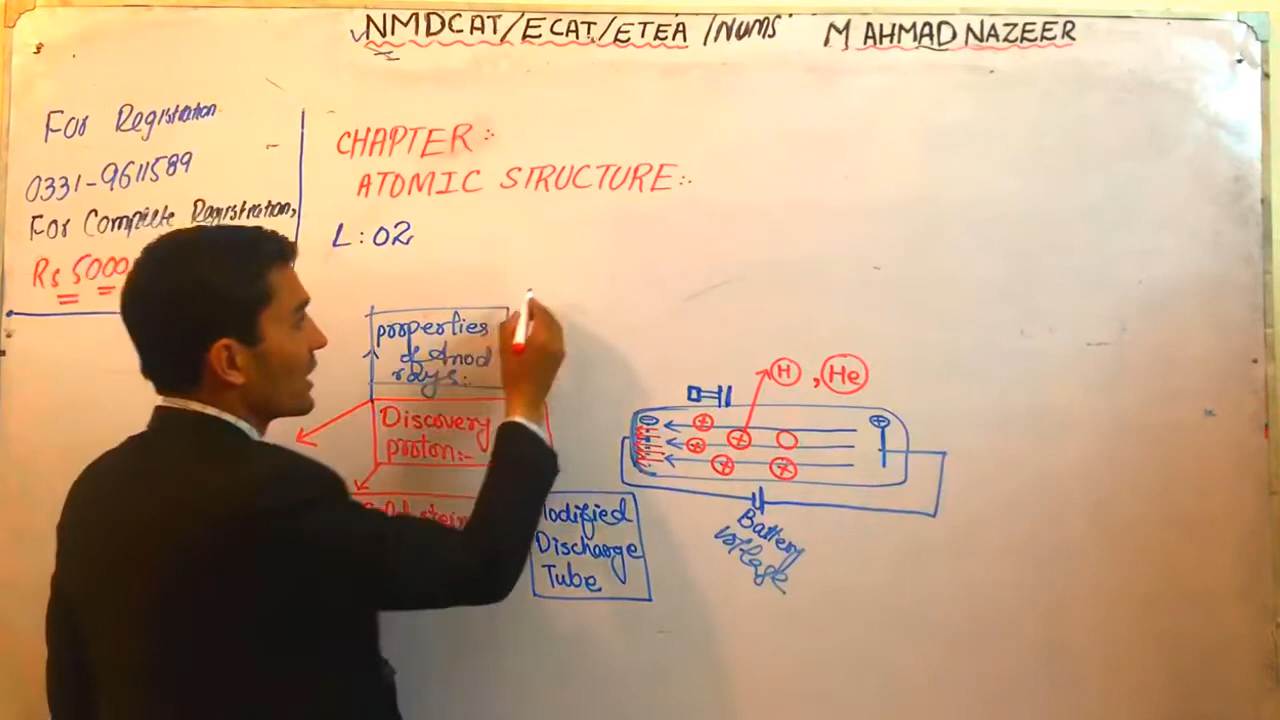 NMDCAT/ECAT/ETEA/NUMS M AHMAD NAZEER
For Registration
0331-9611589
For Complete Registration,
Rs 5000
CHAPTER:-
ATOMIC STRUCTURE:-
L:02
properties
of Anod
rays:.
Discovery
proton:-
Modified
Discharge
Tube
H, He
Battery
voltage